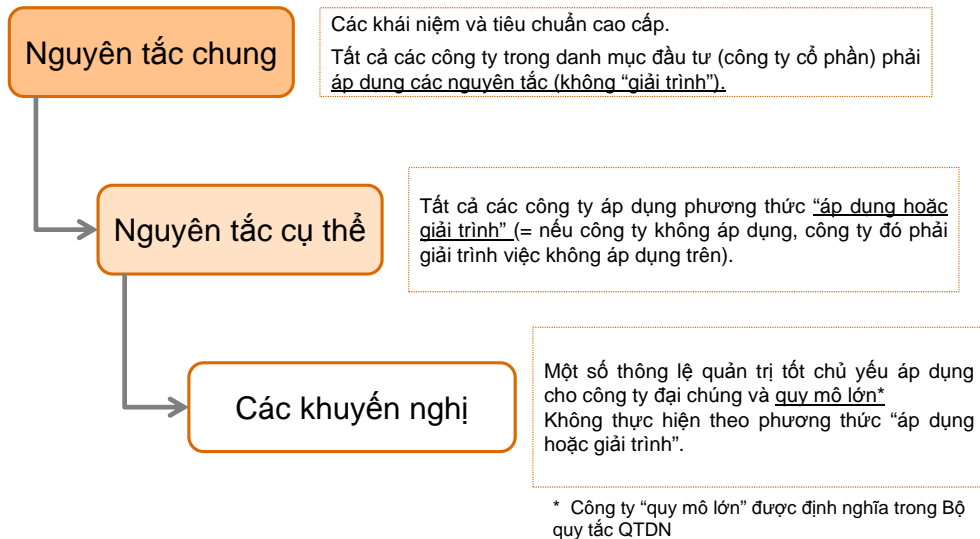 Nguyên tắc chung
Các khái niệm và tiêu chuẩn cao cấp.
Tất cả các công ty trong danh mục đầu tư (công ty cổ phần) phải
áp dụng các nguyên tắc (không “giải trình”).
Nguyên tắc cụ thể
Tất cả các công ty áp dụng phương thức “áp dụng hoặc
giải trình” (= nếu công ty không áp dụng, công ty đó phải
giải trình việc không áp dụng trên).
Các khuyến nghị
Một số thông lệ quản trị tốt chủ yếu áp dụng
cho công ty đại chúng và quy mô lớn*
Không thực hiện theo phương thức “áp dụng
hoặc giải trình”.
* Công ty “quy mô lớn” được định nghĩa trong Bộ
quy tắc QTDN